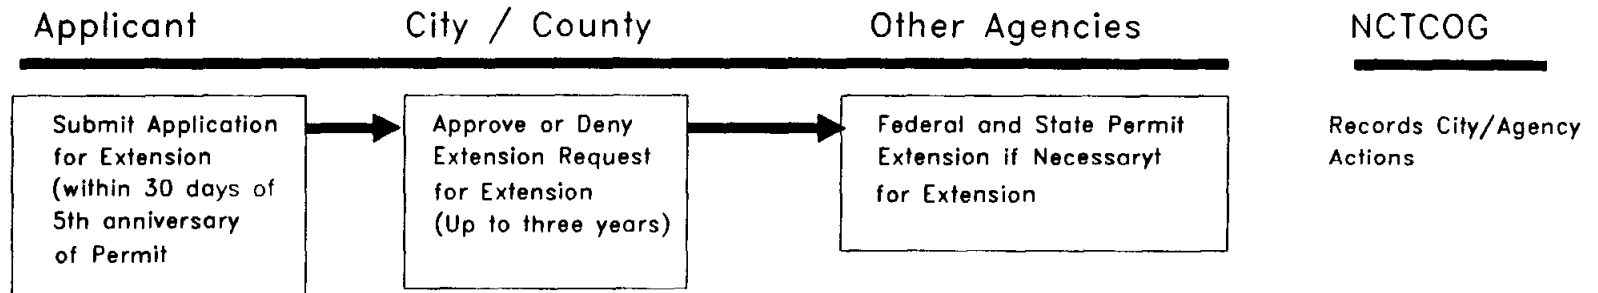 Applicant
City / County
Other Agencies
NCTCOG
Submit Application
for Extension
(within 30 days of
5th anniversary
of Permit
Approve or Deny
Extension Request
for Extension
(Up to three years)
Federal and State Permit
Extension if Necessaryt
for Extension
Records City/Agency
Actions